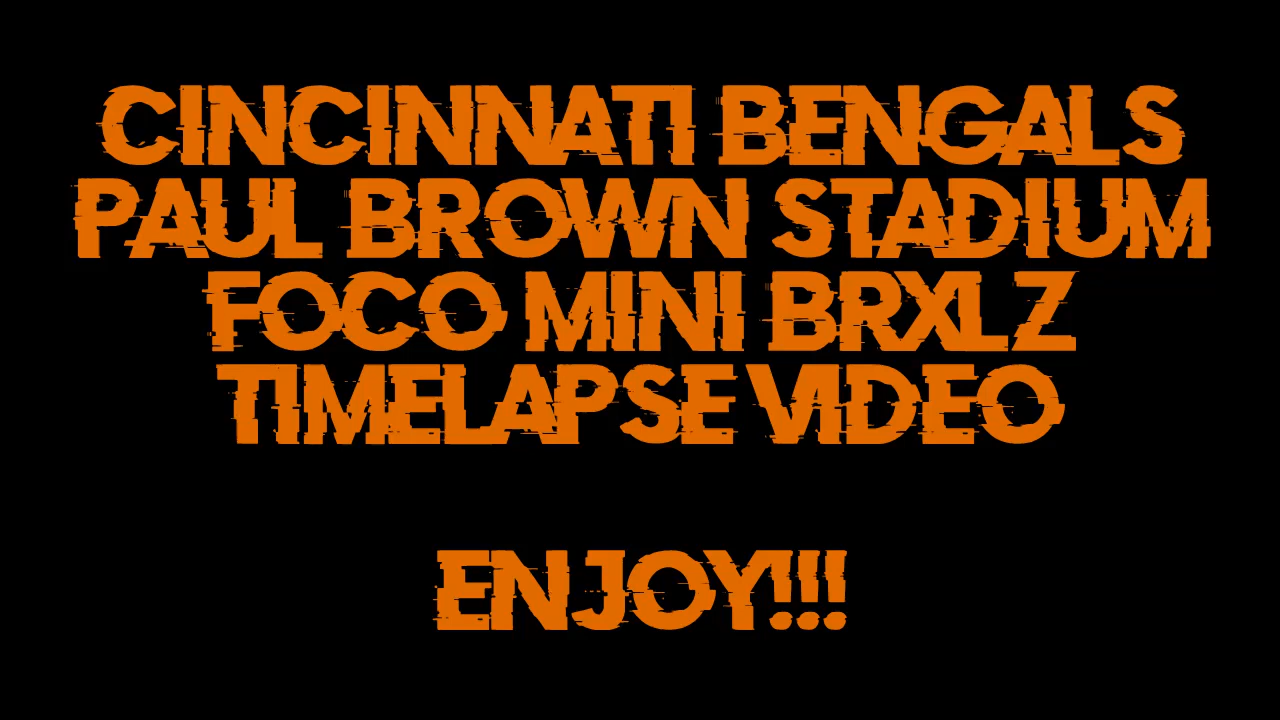 CINCINNATI BENGALS
PAUL BROWN STADIUM
FOCO MINI BRXLZ
TIMELAPSE VIDEO
ENJOY!!!